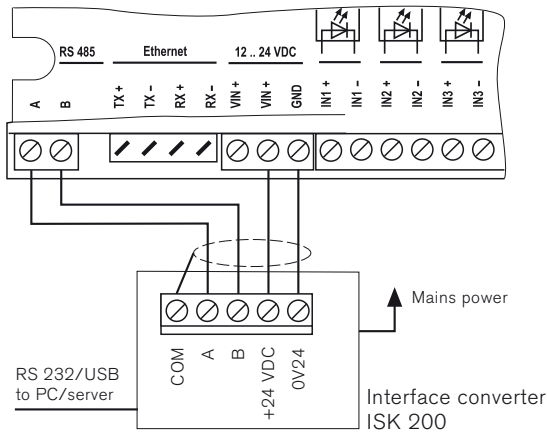 RS 485
Ethernet
12 .. 24 VDC
A
B
TX +
TX –
RX +
RX –
VIN +
VIN +
GND
IN1 +
IN1 –
IN2 +
IN2 –
IN3 +
IN3 –
Mains power
COM
A
B
+24 VDC
0V24
RS 232/USB
to PC/server
Interface converter
ISK 200